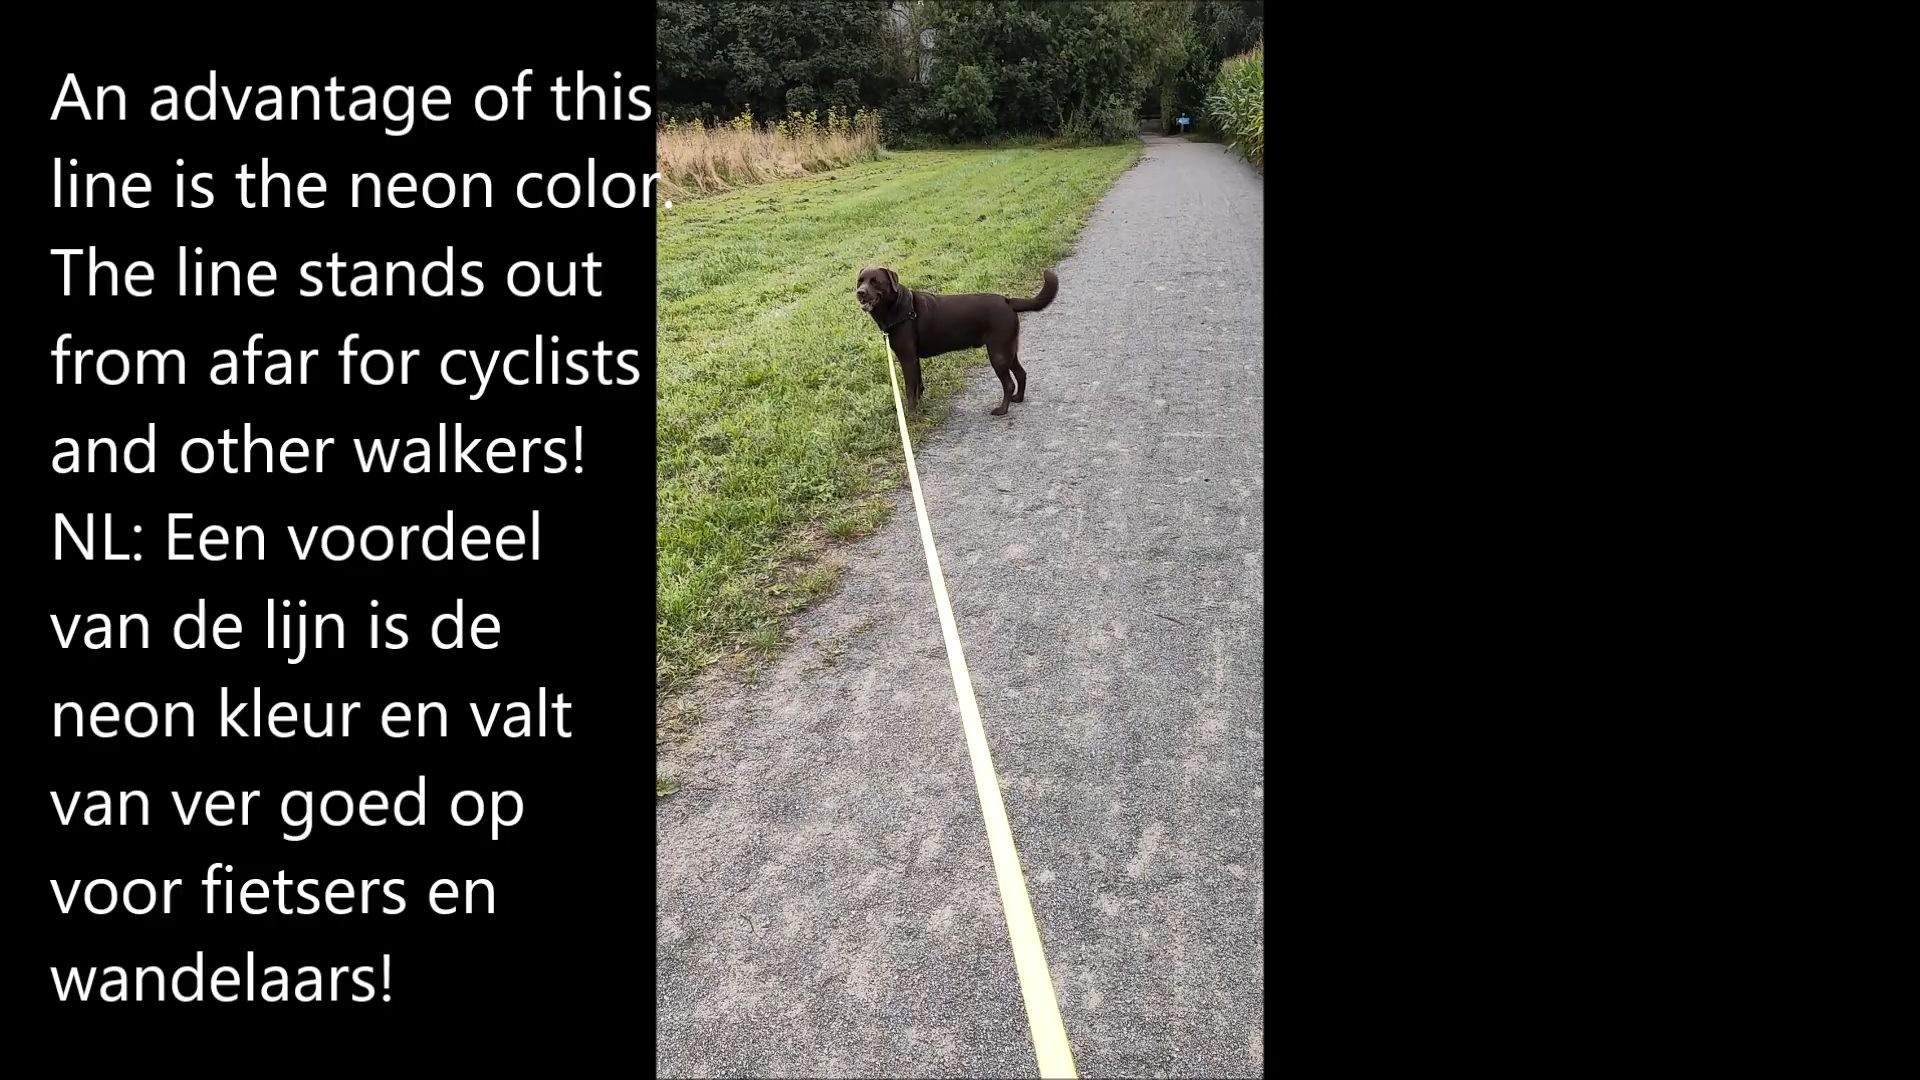 An advantage of this
line is the neon color.
The line stands out
from afar for cyclists
and other walkers!
NL: Een voordeel
van de lijn is de
neon kleur en valt
van ver goed op
voor fietsers en
wandelaars!